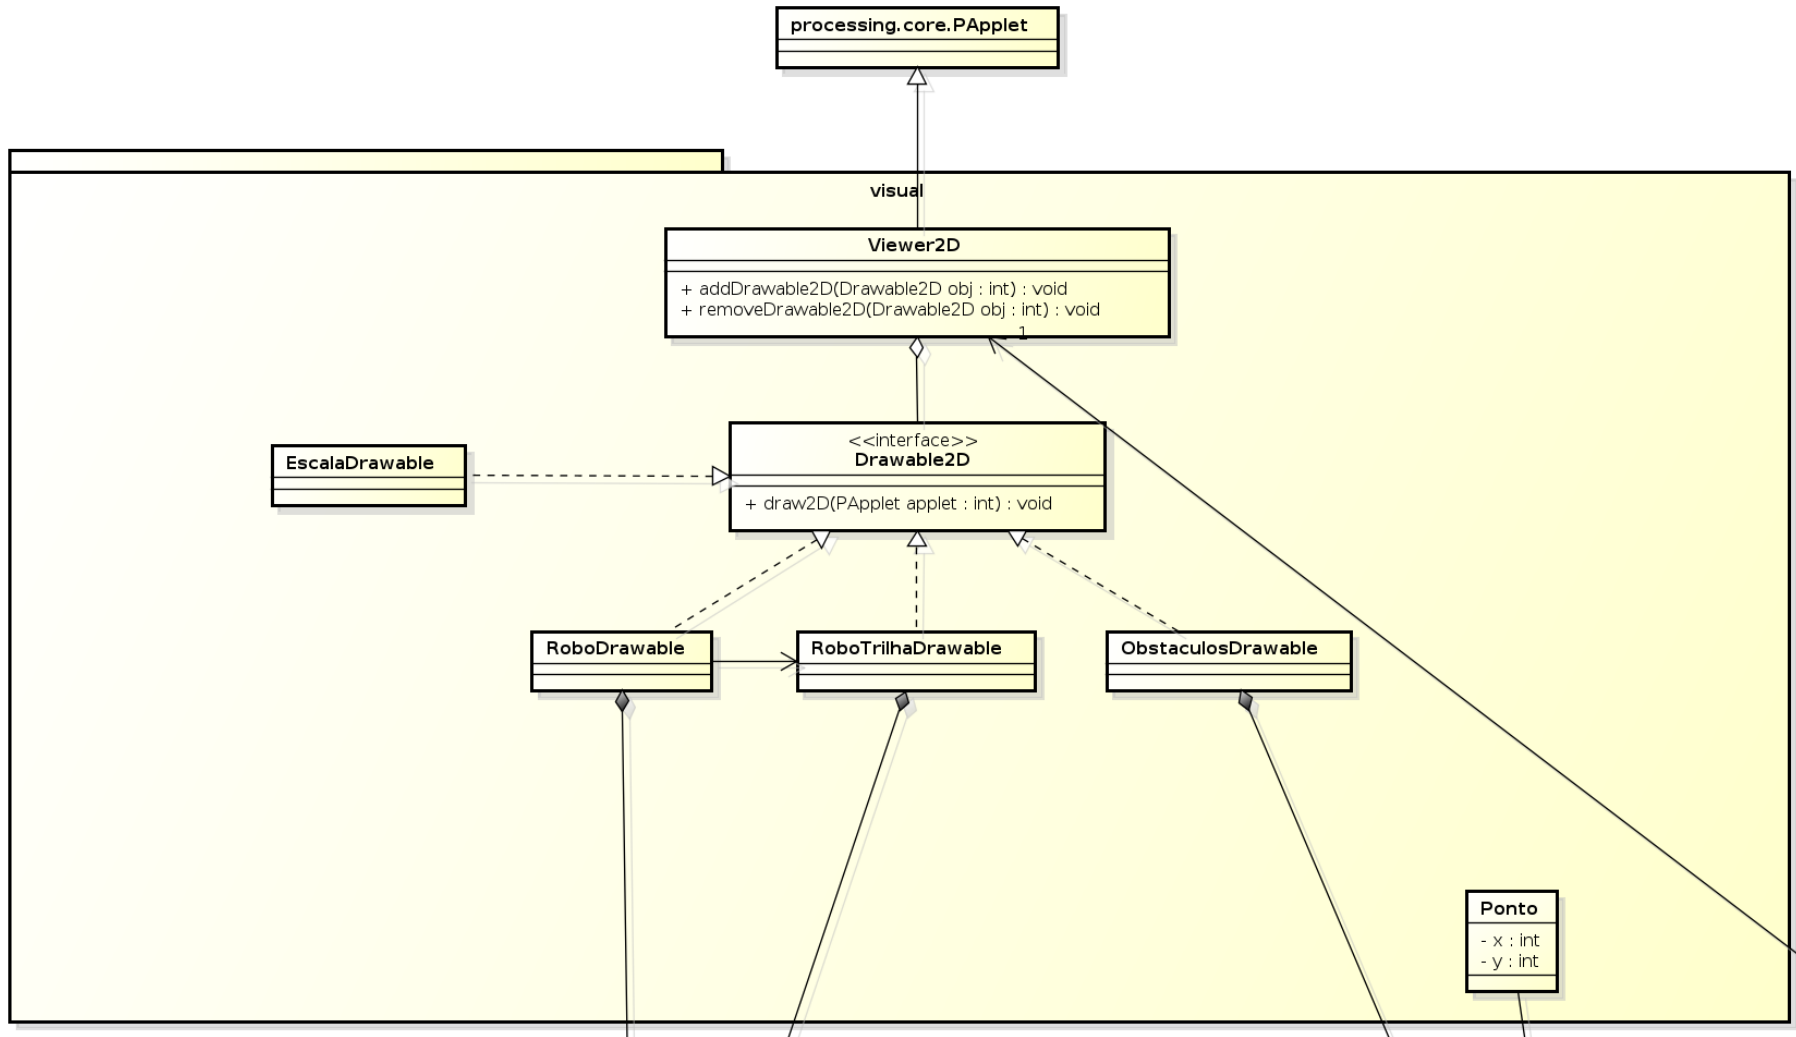 processing.core.PApplet
visual
Viewer2D
+ addDrawable2D(Drawable2D obj : int) : void
+ removeDrawable2D(Drawable2D obj : int) : void
1
<<interface>>
Drawable2D
+ draw2D(PApplet applet : int) : void
EscalaDrawable
RoboDrawable
RoboTrilhaDrawable
ObstaculosDrawable
Ponto
- x : int
- y : int